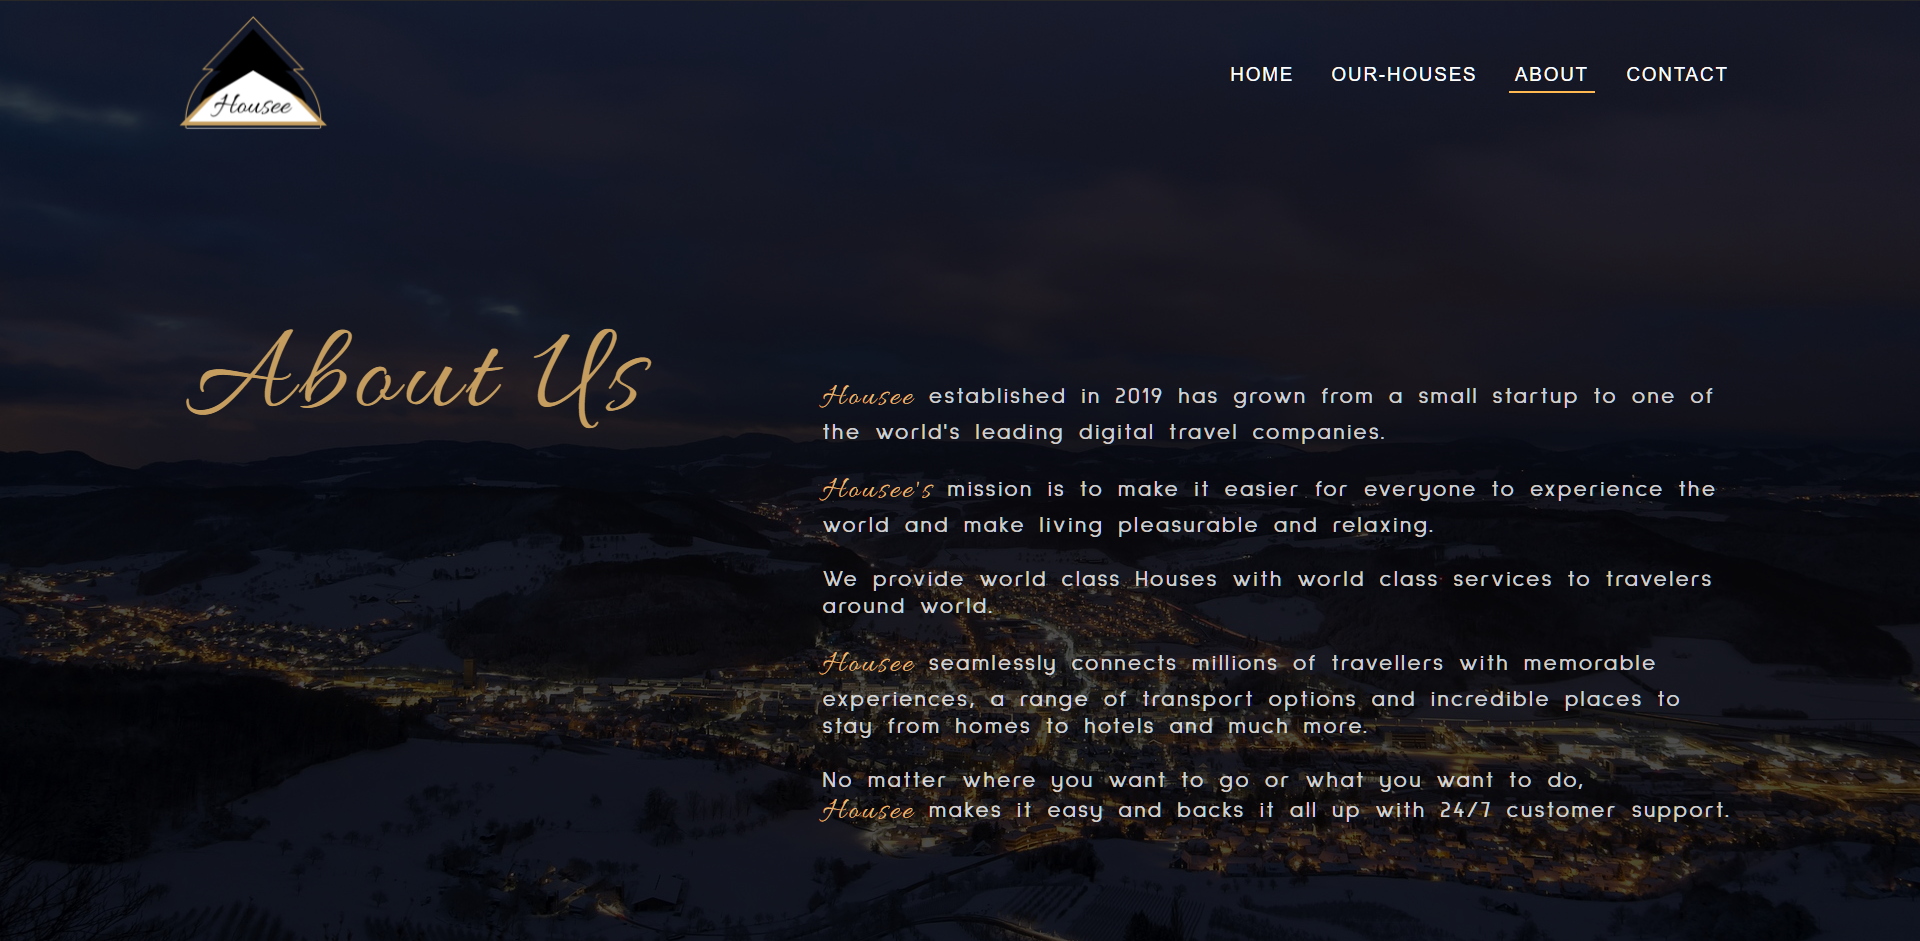 Housee
HOME OUR-HOUSES ABOUT CONTACT
About Us
Housee established in 2019 has grown from a small startup to one of
the world's leading digital travel companies.
Housee's mission is to make it easier for everyone to experience the
world and make living pleasurable and relaxing.
We provide world class Houses with world class services to travelers
around world.
Housee seamlessly connects millions of travellers with memorable
experiences, a range of transport options and incredible places to
stay from homes to hotels and much more.
No matter where you want to go or what you want to do,
Housee makes it easy and backs it all up with 24/7 customer support.